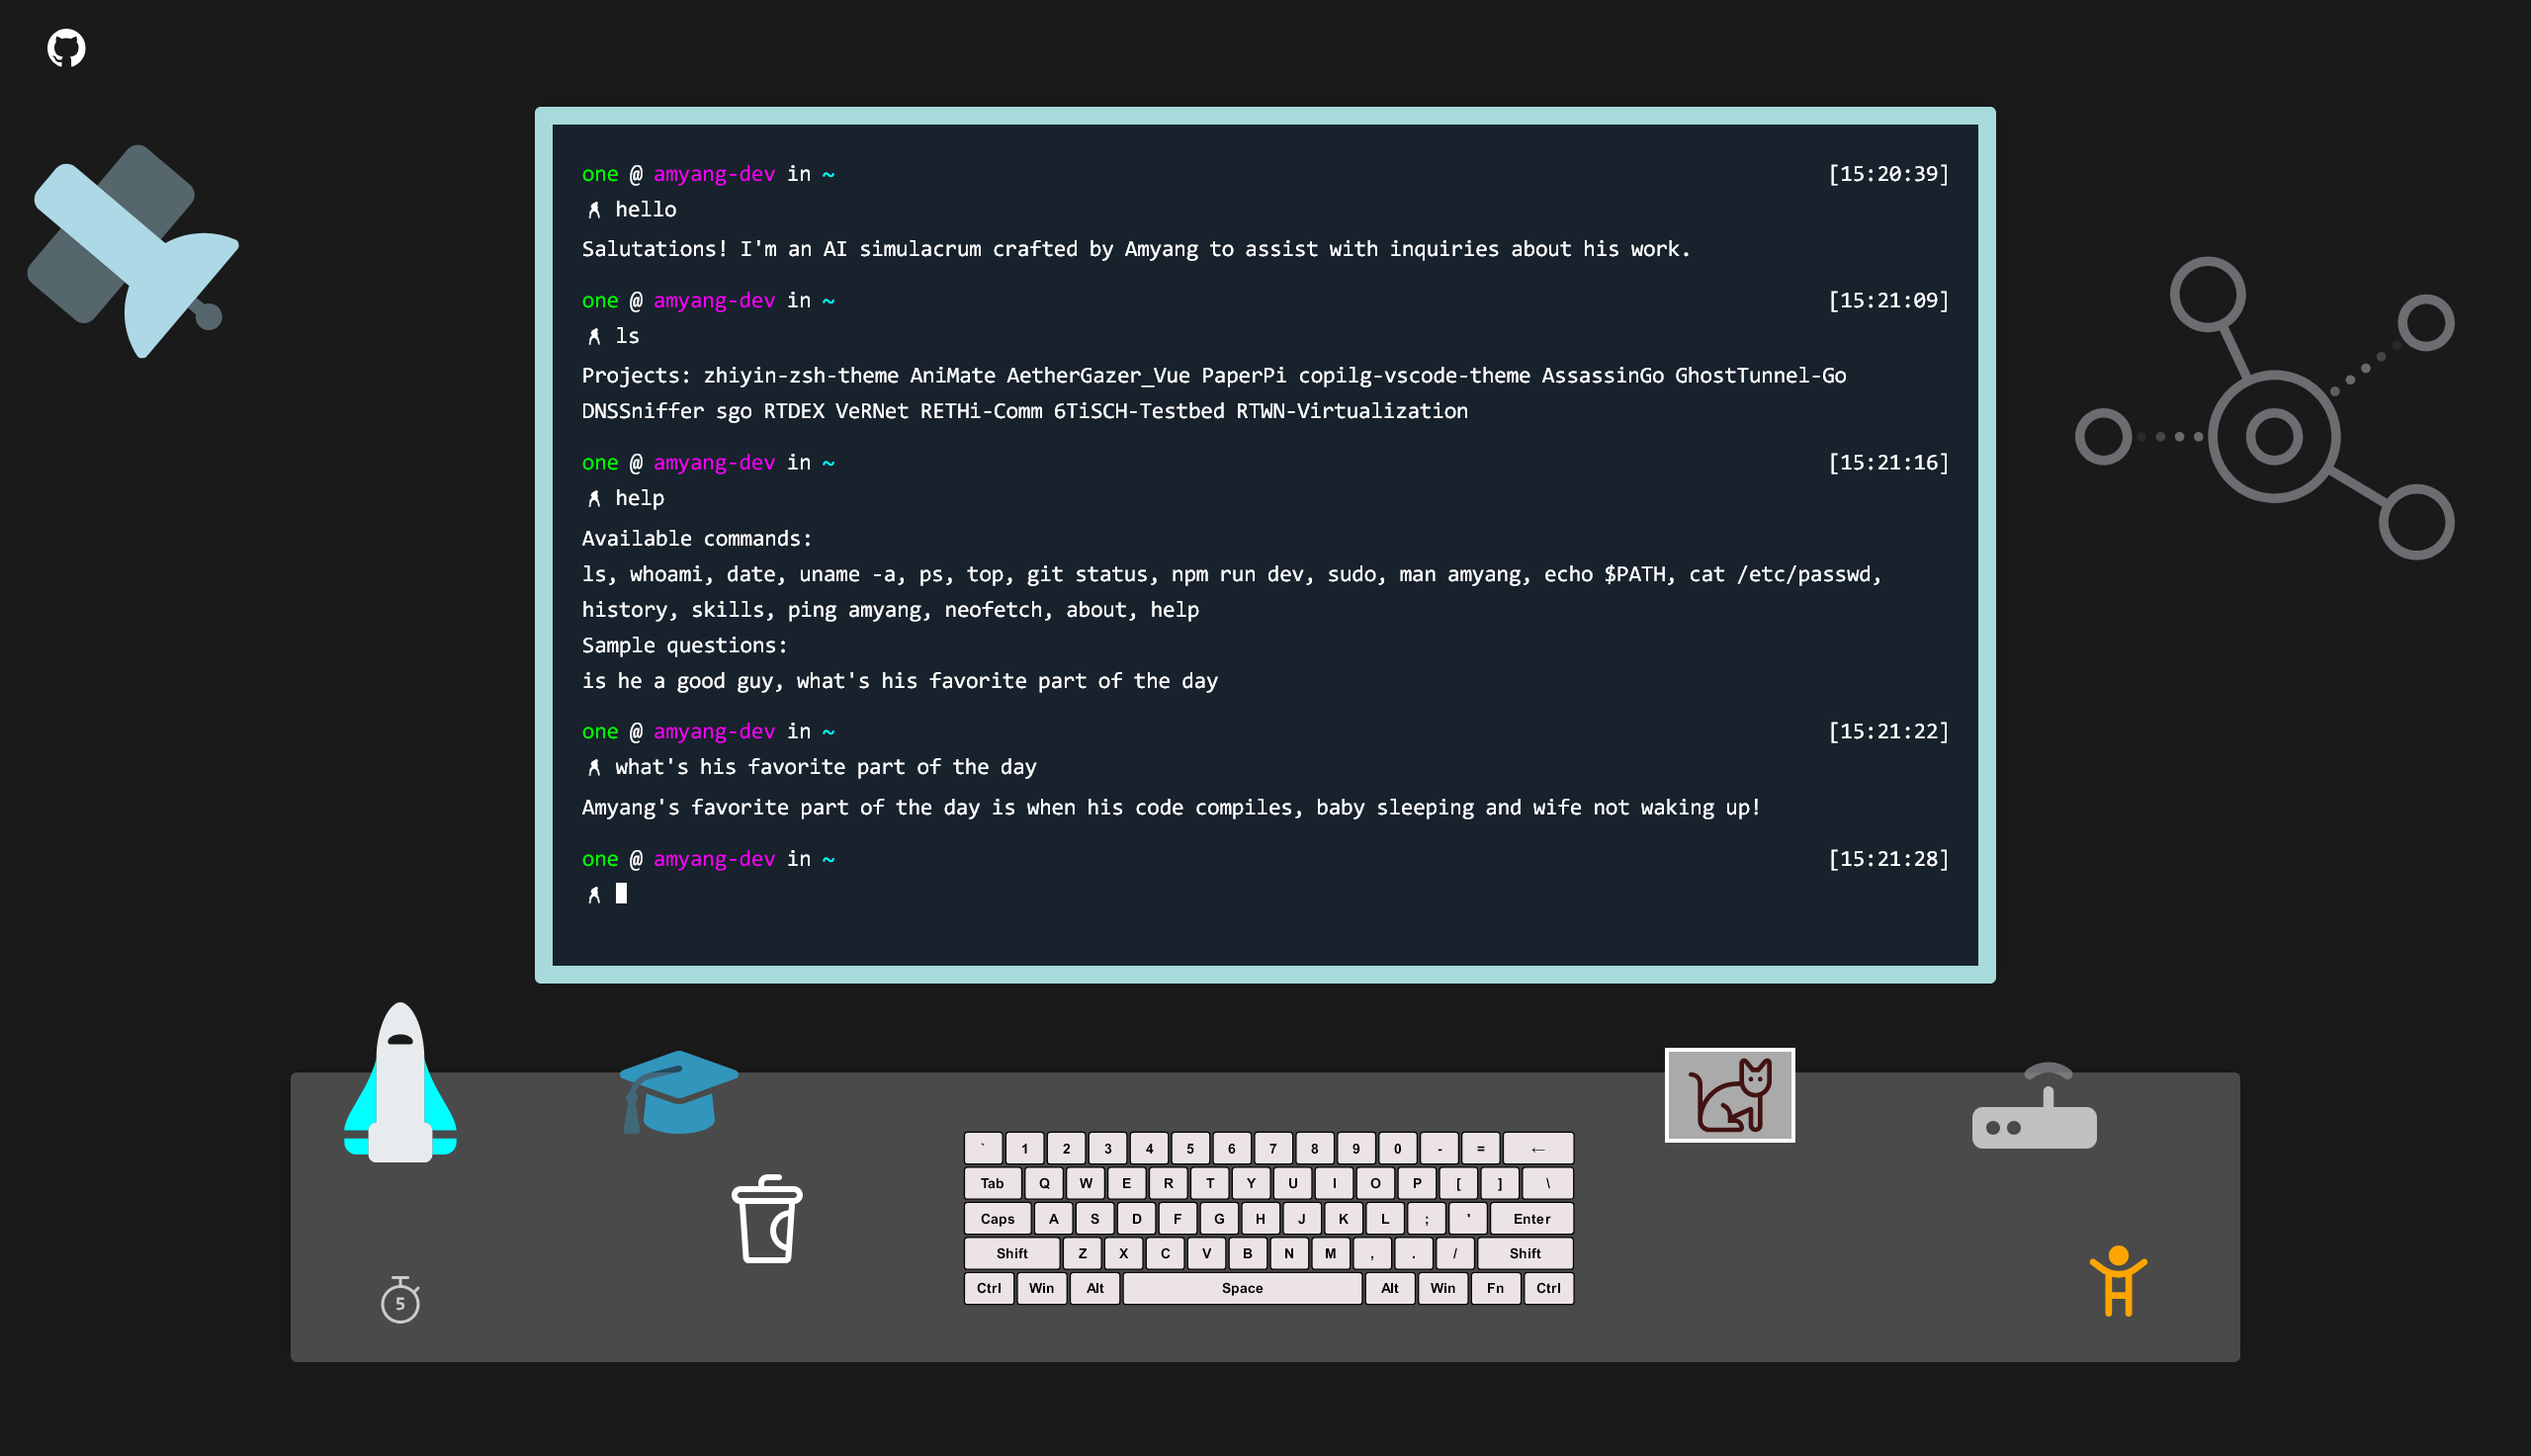 one @ amyang-dev in ~ [15:20:39]
hello
Salutations! I'm an AI simulacrum crafted by Amyang to assist with inquiries about his work.
one @ amyang-dev in ~ [15:21:09]
ls
Projects: zhiyin-zsh-theme AniMate AetherGazer_Vue PaperPi copilg-vscode-theme AssassinGo GhostTunnel-Go
DNSSniffer sgo RTDEX VeRNet RETHi-Comm 6TiSCH-Testbed RTWN-Virtualization
one @ amyang-dev in ~ [15:21:16]
help
Available commands:
ls, whoami, date, uname -a, ps, top, git status, npm run dev, sudo, man amyang, echo $PATH, cat /etc/passwd,
history, skills, ping amyang, neofetch, about, help
Sample questions:
is he a good guy, what's his favorite part of the day
one @ amyang-dev in ~ [15:21:22]
what's his favorite part of the day
Amyang's favorite part of the day is when his code compiles, baby sleeping and wife not waking up!
one @ amyang-dev in ~ [15:21:28]
` 1 2 3 4 5 6 7 8 9 0 - = ←
Tab Q W E R T Y U I O P [ ] \
Caps A S D F G H J K L ; ' Enter
Shift Z X C V B N M , . / Shift
Ctrl Win Alt Space Alt Win Fn Ctrl
5